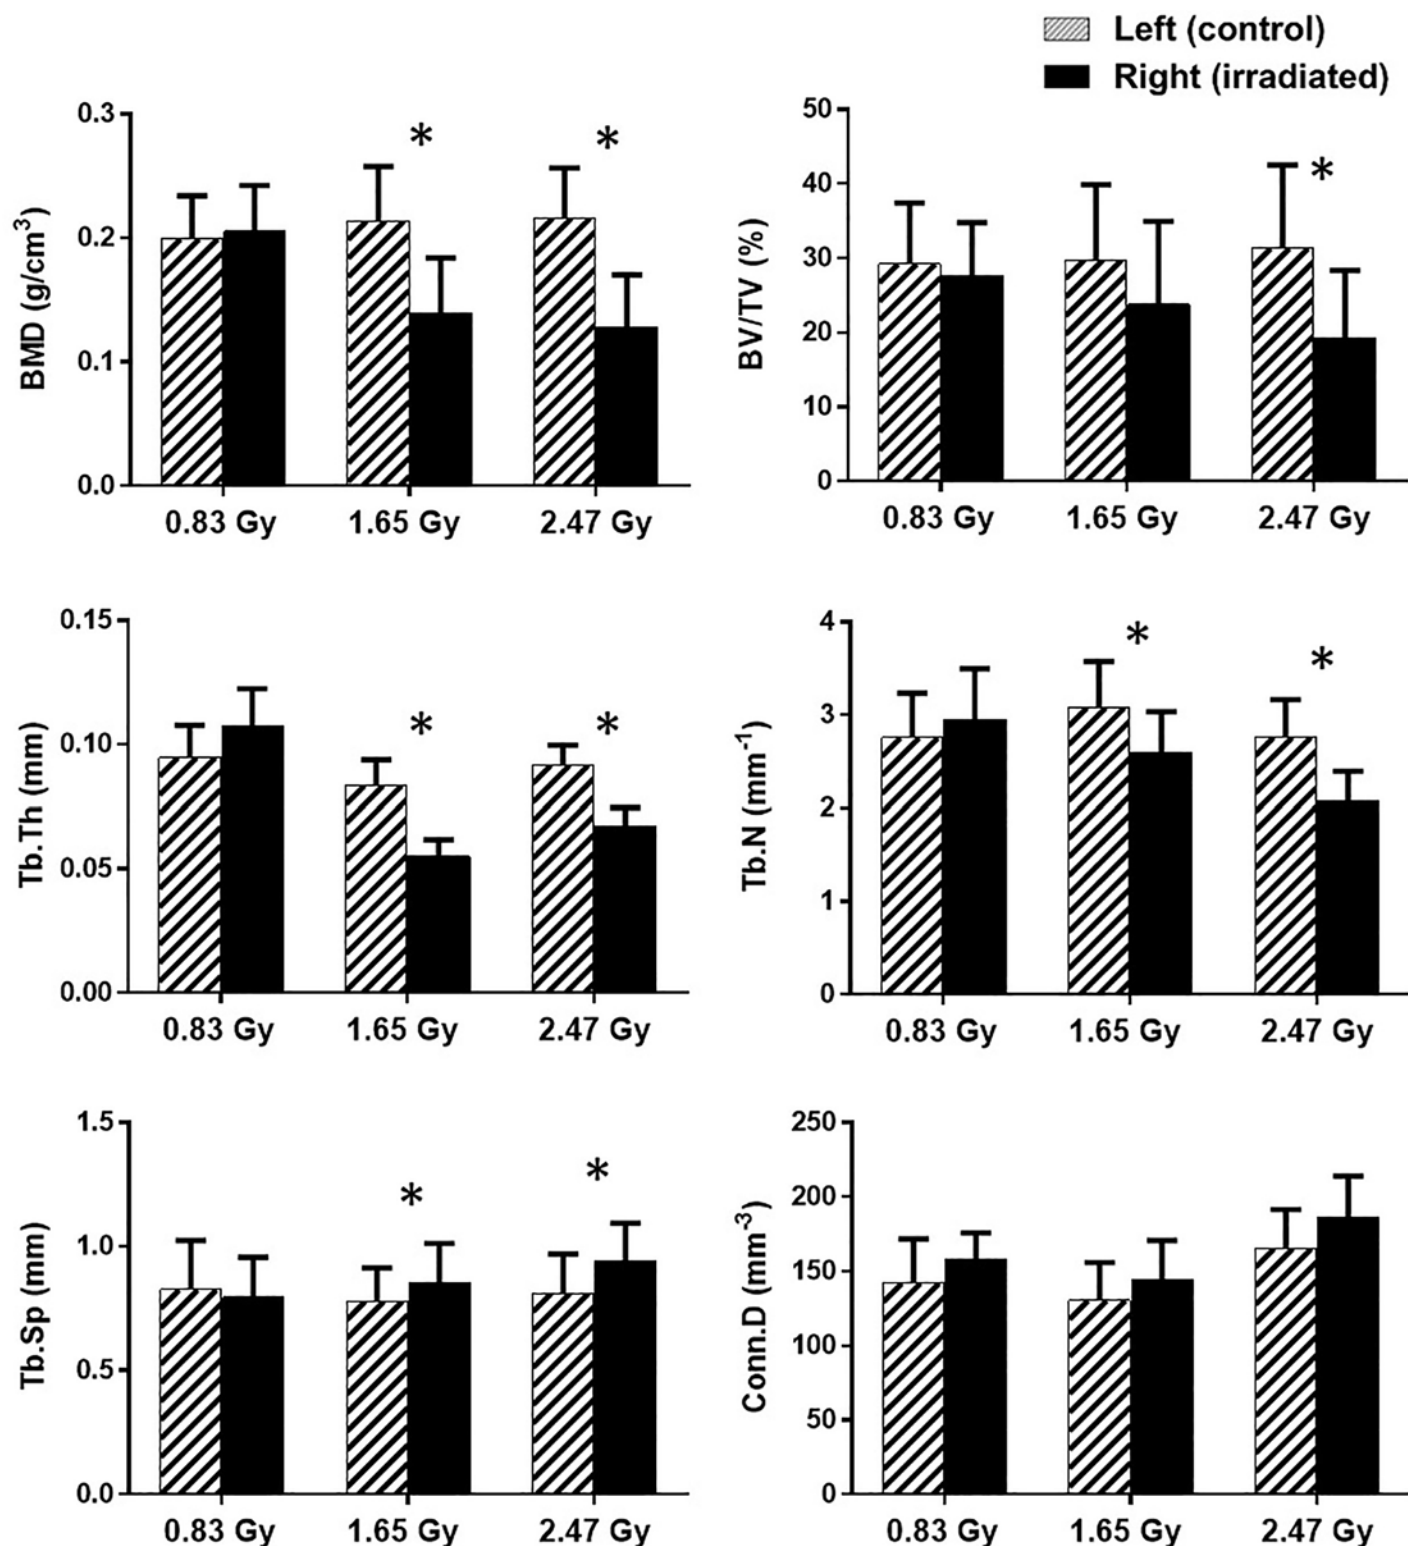 Left (control)
Right (irradiated)
BMD (g/cm3)
0.3
0.2
0.1
0.0
*
*
0.83 Gy
1.65 Gy
2.47 Gy
BV/TV (%)
50
40
30
20
10
0
*
0.83 Gy
1.65 Gy
2.47 Gy
Tb.Th (mm)
0.15
0.10
0.05
0.00
*
*
0.83 Gy
1.65 Gy
2.47 Gy
Tb.N (mm-1)
4
3
2
1
0
*
*
0.83 Gy
1.65 Gy
2.47 Gy
Tb.Sp (mm)
1.5
1.0
0.5
0.0
*
*
0.83 Gy
1.65 Gy
2.47 Gy
Conn.D (mm-3)
250
200
150
100
50
0
0.83 Gy
1.65 Gy
2.47 Gy